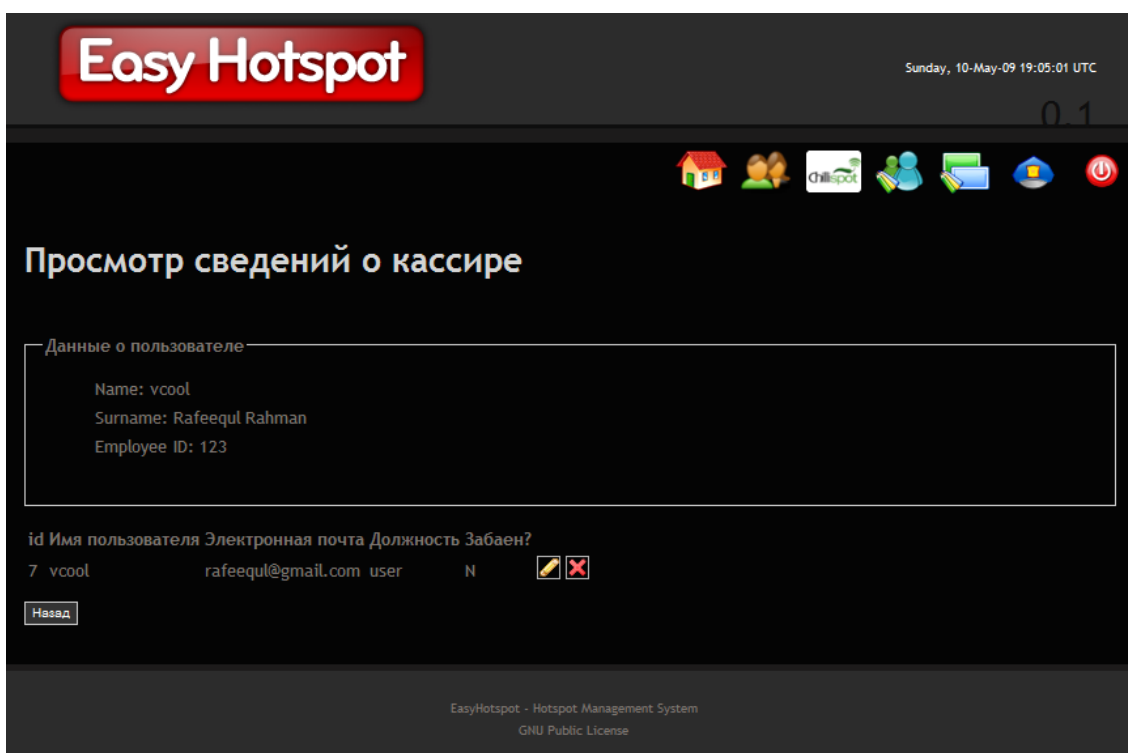 Easy Hotspot
Sunday, 10-May-09 19:05:01 UTC
0.1
Chillispot
Просмотр сведений о кассире
Данные о пользователе
Name: vcool
Surname: Rafeequl Rahman
Employee ID: 123
id Имя пользователя Электронная почта Должность Забаен?
7 vcool rafeequl@gmail.com user N
Назад
EasyHotspot - Hotspot Management System
GNU Public License